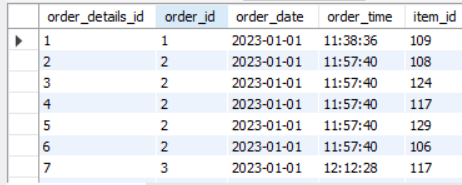 order_details_id order_id order_date order_time item_id
1 1 2023-01-01 11:38:36 109
2 2 2023-01-01 11:57:40 108
3 2 2023-01-01 11:57:40 124
4 2 2023-01-01 11:57:40 117
5 2 2023-01-01 11:57:40 129
6 2 2023-01-01 11:57:40 106
7 3 2023-01-01 12:12:28 117